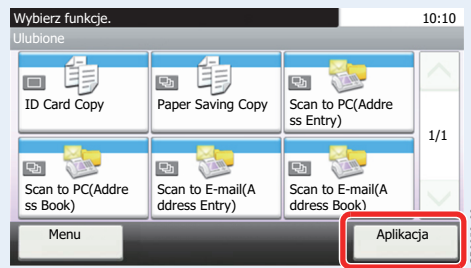 Wybierz funkcje.
10:10
Ulubione
ID Card Copy
Paper Saving Copy
Scan to PC(Addre
ss Entry)
1/1
Scan to PC(Addre
ss Book)
Scan to E-mail(A
ddress Entry)
Scan to E-mail(A
ddress Book)
Menu
Aplikacja